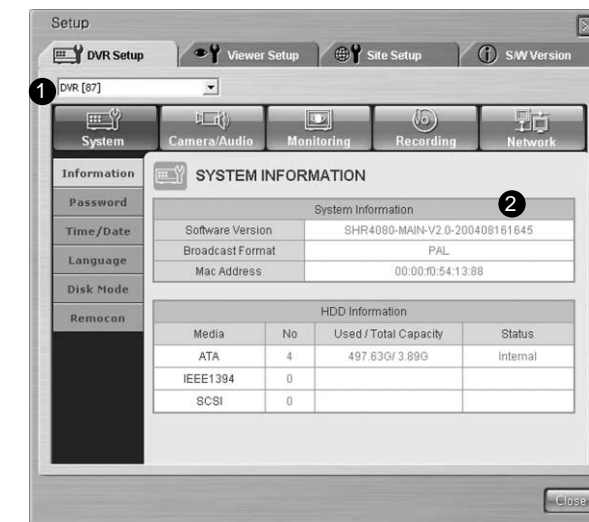 Setup
DVR Setup Viewer Setup Site Setup S/W Version
1 DVR [87]
System Camera/Audio Monitoring Recording Network
Information
Password
Time/Date
Language
Disk Mode
Remocon
SYSTEM INFORMATION
System Information 2
Software Version SHR4080-MAIN-V2.0-200408161645
Broadcast Format PAL
Mac Address 00:00:f0:54:13:88
HDD Information
Media No Used / Total Capacity Status
ATA 4 497.63G/ 3.89G Internal
IEEE1394 0
SCSI 0
Close